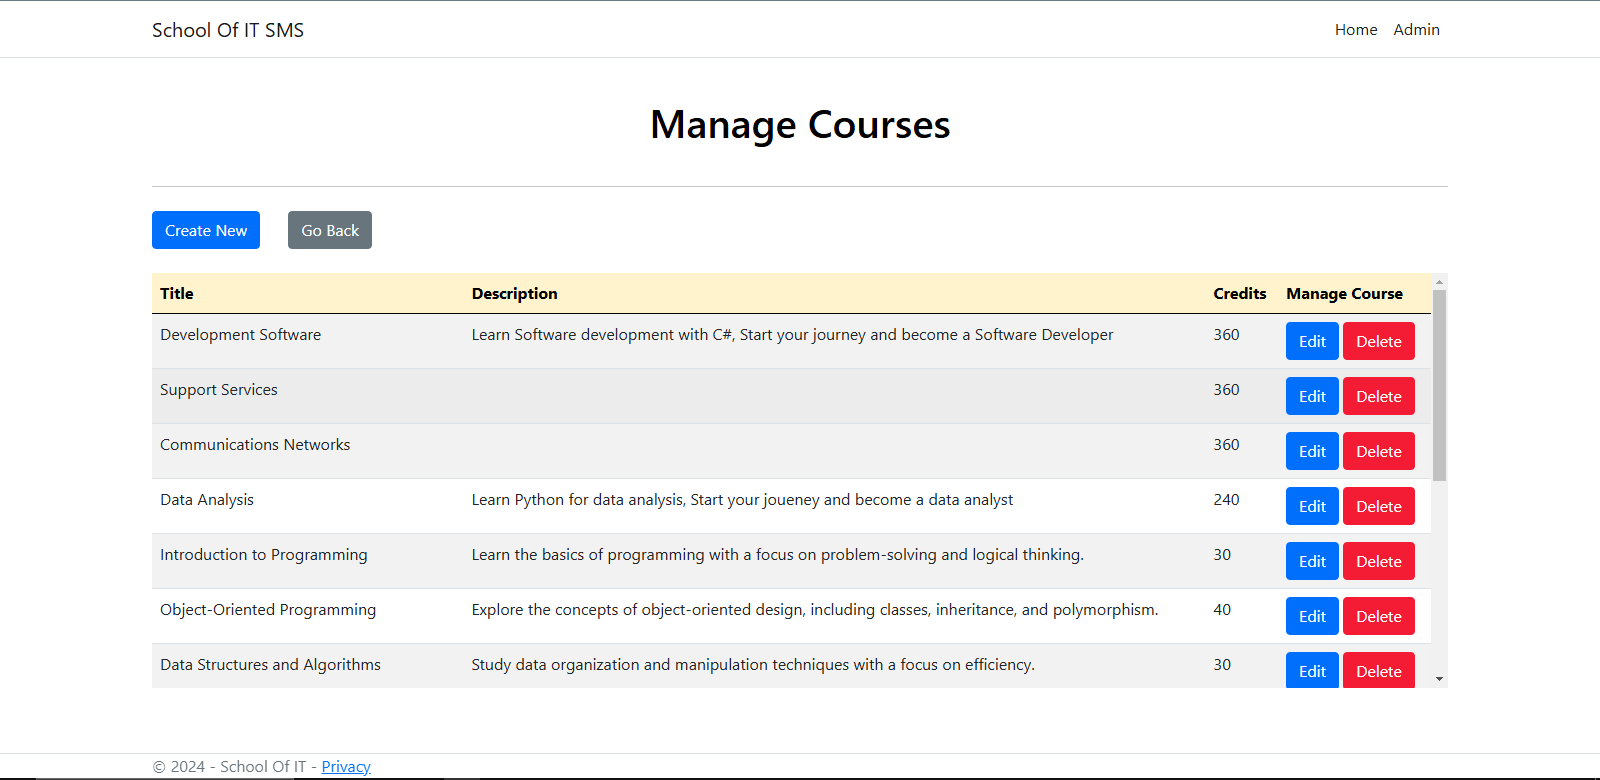 School Of IT SMS Home Admin
Manage Courses
Create New Go Back
Title Description Credits Manage Course
Development Software Learn Software development with C#, Start your journey and become a Software Developer 360 Edit Delete
Support Services 360 Edit Delete
Communications Networks 360 Edit Delete
Data Analysis Learn Python for data analysis, Start your joueney and become a data analyst 240 Edit Delete
Introduction to Programming Learn the basics of programming with a focus on problem-solving and logical thinking. 30 Edit Delete
Object-Oriented Programming Explore the concepts of object-oriented design, including classes, inheritance, and polymorphism. 40 Edit Delete
Data Structures and Algorithms Study data organization and manipulation techniques with a focus on efficiency. 30 Edit Delete
© 2024 - School Of IT - Privacy